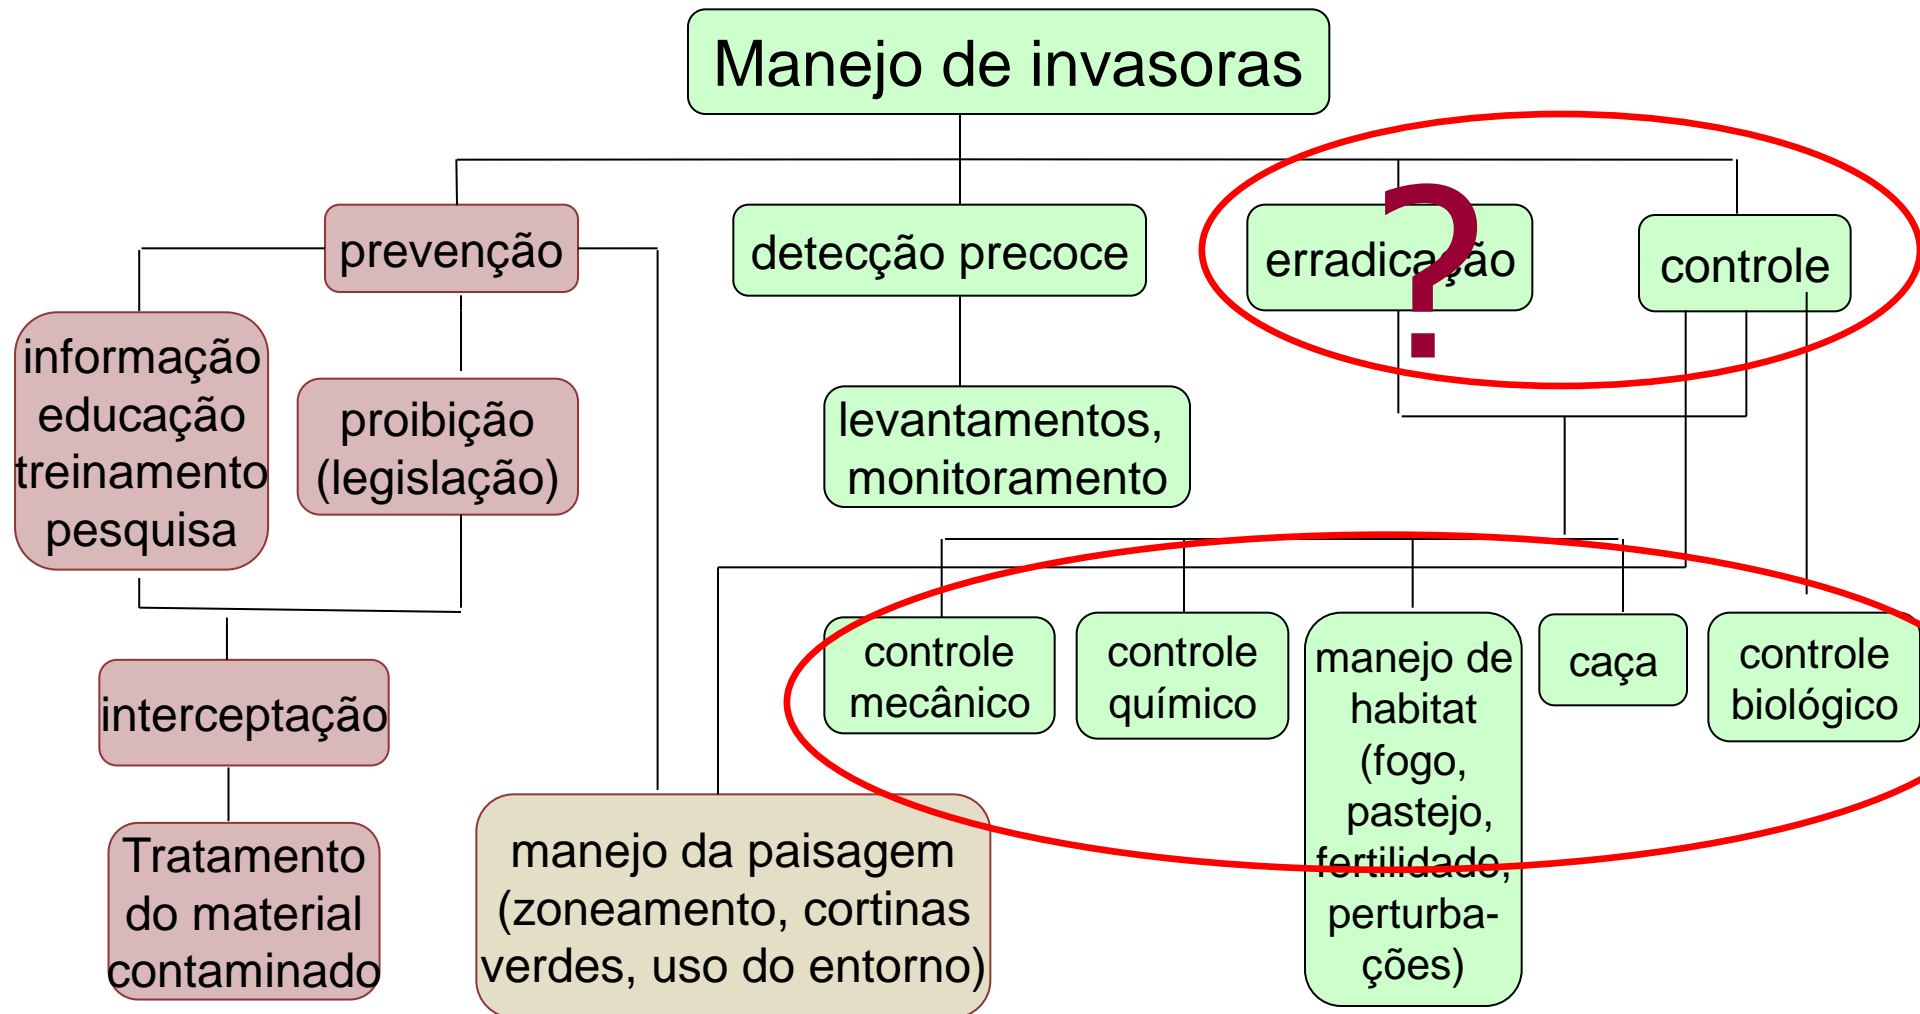 Manejo de invasoras
prevenção
detecção precoce
erradicação
?
controle
informação
educação
treinamento
pesquisa
proibição
(legislação)
levantamentos,
monitoramento
interceptação
controle
mecânico
controle
químico
manejo de
habitat
(fogo,
pastejo,
fertilidade,
perturba-
ções)
caça
controle
biológico
Tratamento
do material
contaminado
manejo da paisagem
(zoneamento, cortinas
verdes, uso do entorno)